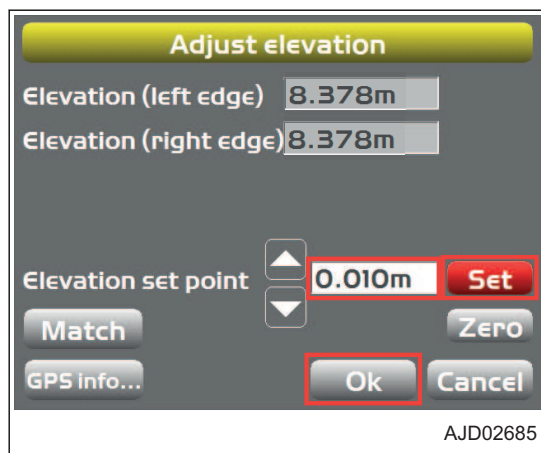 Adjust elevation
Elevation (left edge) 8.378m
Elevation (right edge) 8.378m
Elevation set point 0.010m Set
Match Zero
GPS info... Ok Cancel
AJD02685